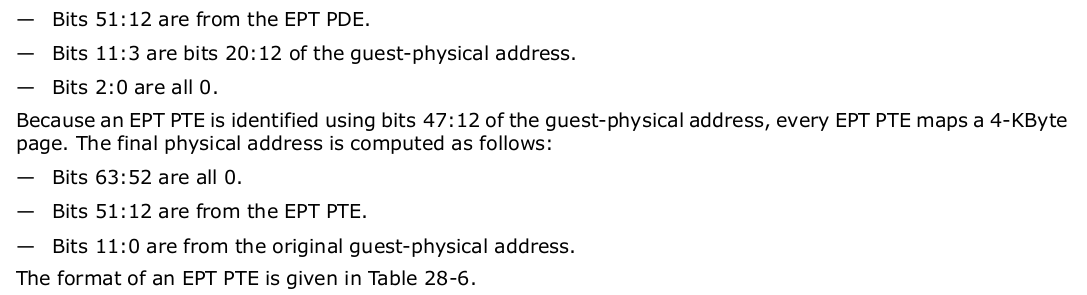 — Bits 51:12 are from the EPT PDE.
— Bits 11:3 are bits 20:12 of the guest-physical address.
— Bits 2:0 are all 0.
Because an EPT PTE is identified using bits 47:12 of the guest-physical address, every EPT PTE maps a 4-KByte
page. The final physical address is computed as follows:
— Bits 63:52 are all 0.
— Bits 51:12 are from the EPT PTE.
— Bits 11:0 are from the original guest-physical address.
The format of an EPT PTE is given in Table 28-6.